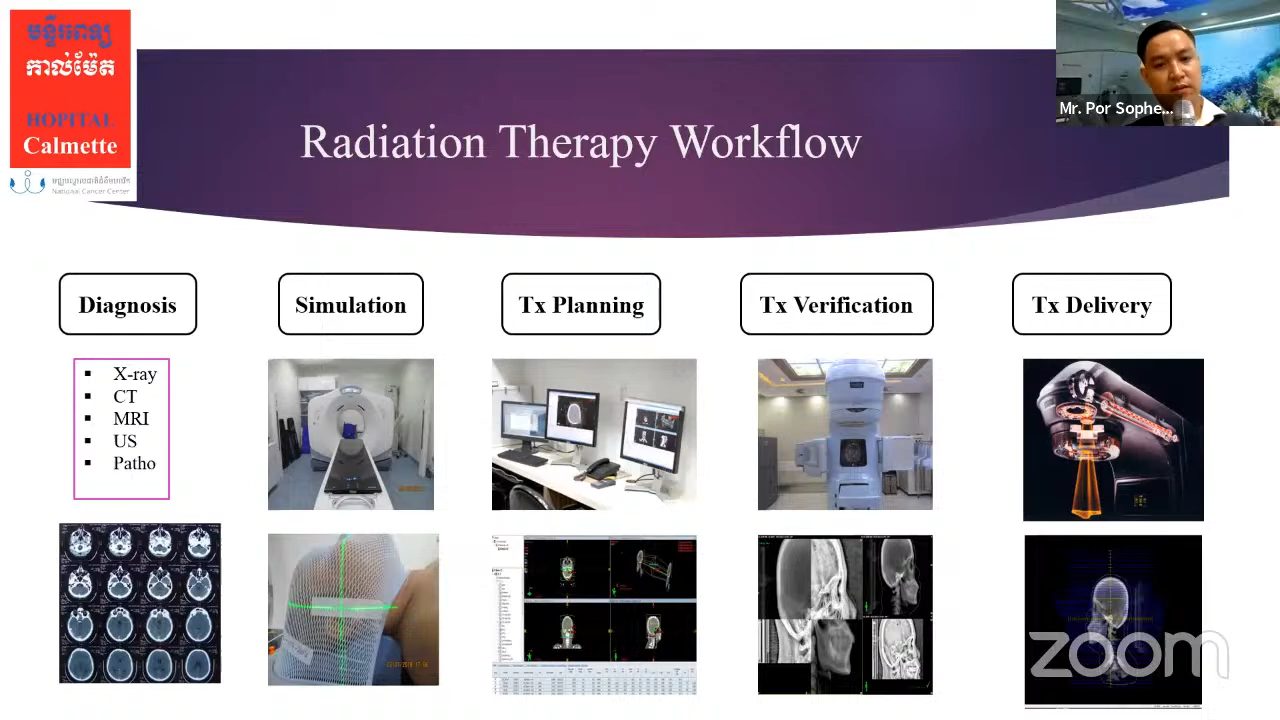 មន្ទីរពេទ្យ
កាល់ម៉ែត
HOPITAL
Calmette
National Cancer Center
Mr. Por Sophe...
Radiation Therapy Workflow
Diagnosis
Simulation
Tx Planning
Tx Verification
Tx Delivery
▪ X-ray
▪ CT
▪ MRI
▪ US
▪ Patho
zoom